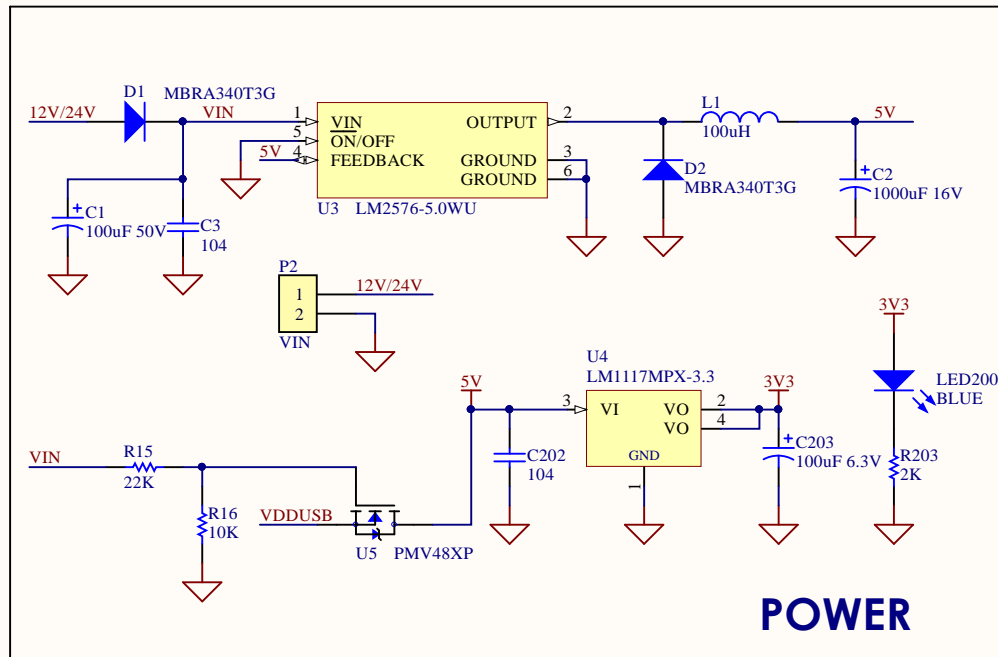 D1
MBRA340T3G
12V/24V
VIN
1
VIN
OUTPUT
2
L1
100uH
5V
5
ON/OFF
5V
4
FEEDBACK
GROUND
3
GROUND
6
U3 LM2576-5.0WU
D2
MBRA340T3G
C2
1000uF 16V
C1
100uF 50V
C3
104
P2
1
2
VIN
12V/24V
3V3
LED200
BLUE
R203
2K
U4
LM1117MPX-3.3
5V
3
VI
VO
2
VO
4
GND
1
3V3
C202
104
C203
100uF 6.3V
VIN
R15
22K
R16
10K
VDDUSB
U5 PMV48XP
POWER